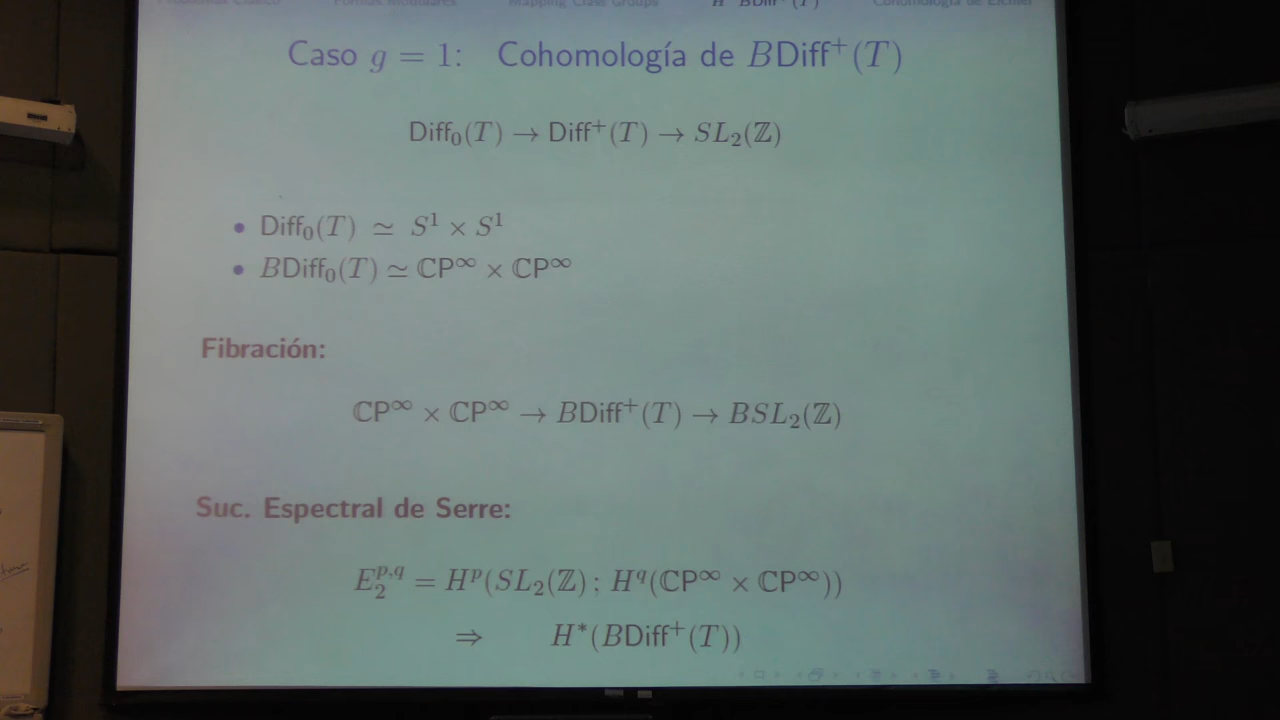 Caso g = 1: Cohomología de BDiff⁺(T)
Diff₀(T) → Diff⁺(T) → SL₂(ℤ)
• Diff₀(T) ≃ S¹ × S¹
• BDiff₀(T) ≃ ℂP^∞ × ℂP^∞
Fibración:
ℂP^∞ × ℂP^∞ → BDiff⁺(T) → BSL₂(ℤ)
Suc. Espectral de Serre:
E₂^{p,q} = H^p(SL₂(ℤ) ; H^q(ℂP^∞ × ℂP^∞))
⇒ H*(BDiff⁺(T))